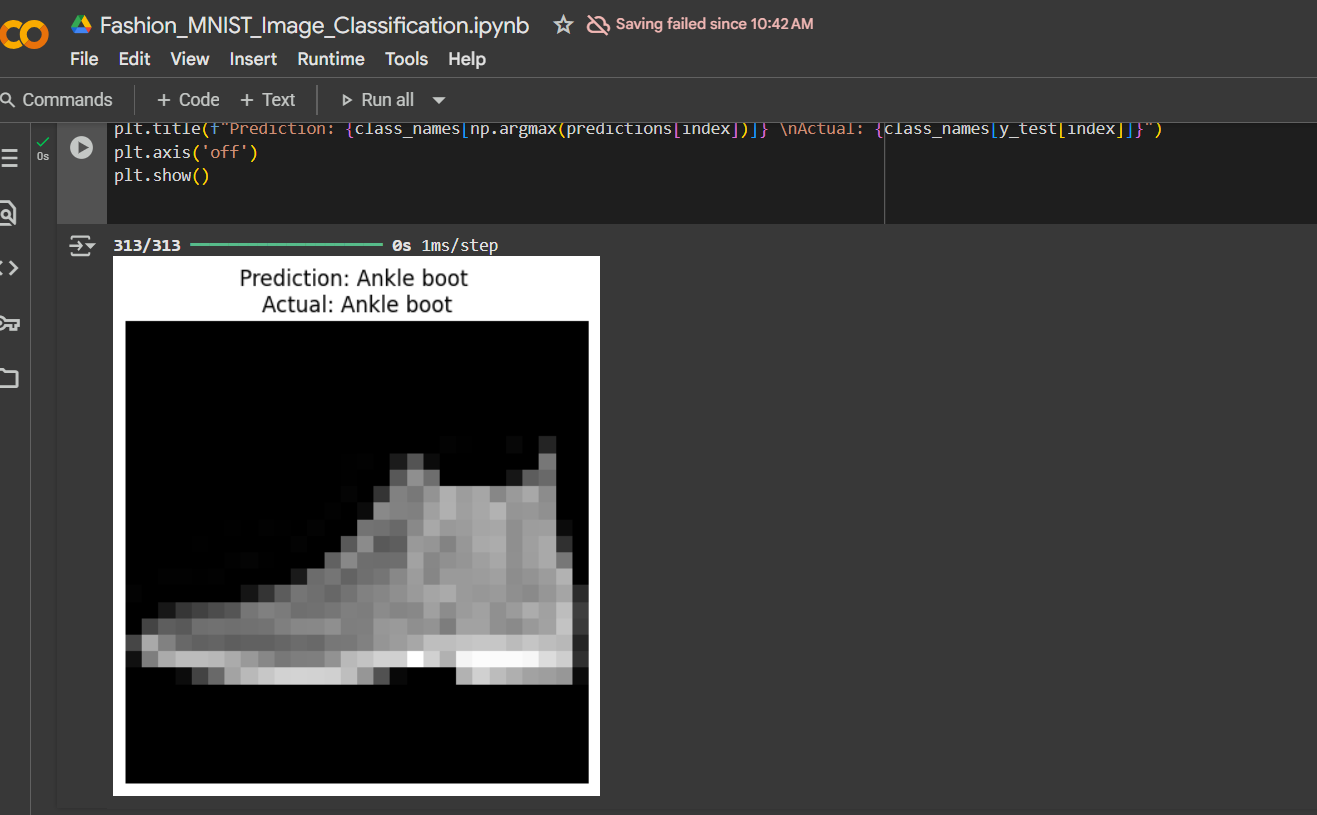 Fashion_MNIST_Image_Classification.ipynb Saving failed since 10:42 AM
File Edit View Insert Runtime Tools Help
Commands + Code + Text Run all
plt.title(f"Prediction: {class_names[np.argmax(predictions[index])]} \nActual: {class_names[y_test[index]]}")
0s
plt.axis('off')
plt.show()
313/313 0s 1ms/step
Prediction: Ankle boot
Actual: Ankle boot